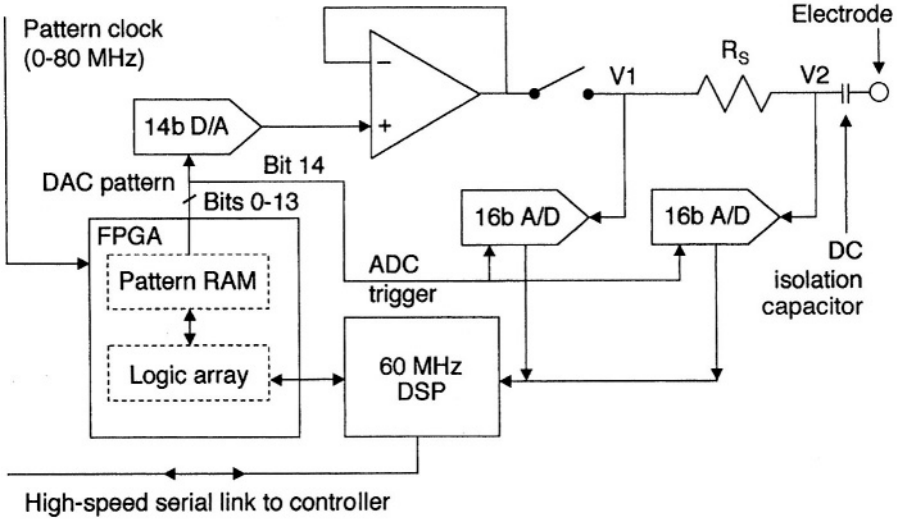 Pattern clock
(0-80 MHz)
Electrode
−
+
V1
RS
V2
14b D/A
DAC pattern
Bit 14
Bits 0-13
16b A/D
16b A/D
FPGA
Pattern RAM
ADC
trigger
DC
isolation
capacitor
Logic array
60 MHz
DSP
High-speed serial link to controller